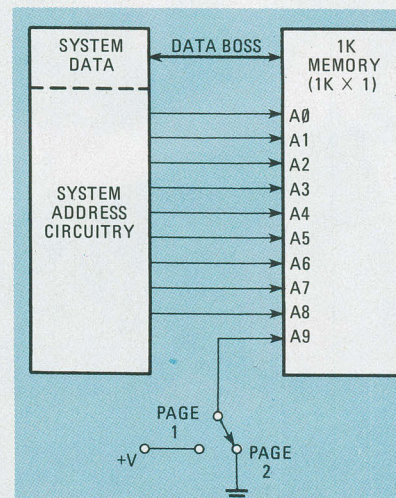 SYSTEM
DATA
DATA BOSS
1K
MEMORY
(1K × 1)
AØ
A1
A2
A3
A4
A5
A6
A7
A8
A9
SYSTEM
ADDRESS
CIRCUITRY
PAGE
1
+V
PAGE
2